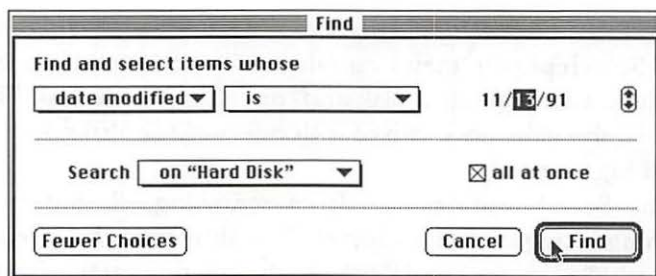 Find
Find and select items whose
date modified is 11/13/91
Search on “Hard Disk” all at once
Fewer Choices Cancel Find